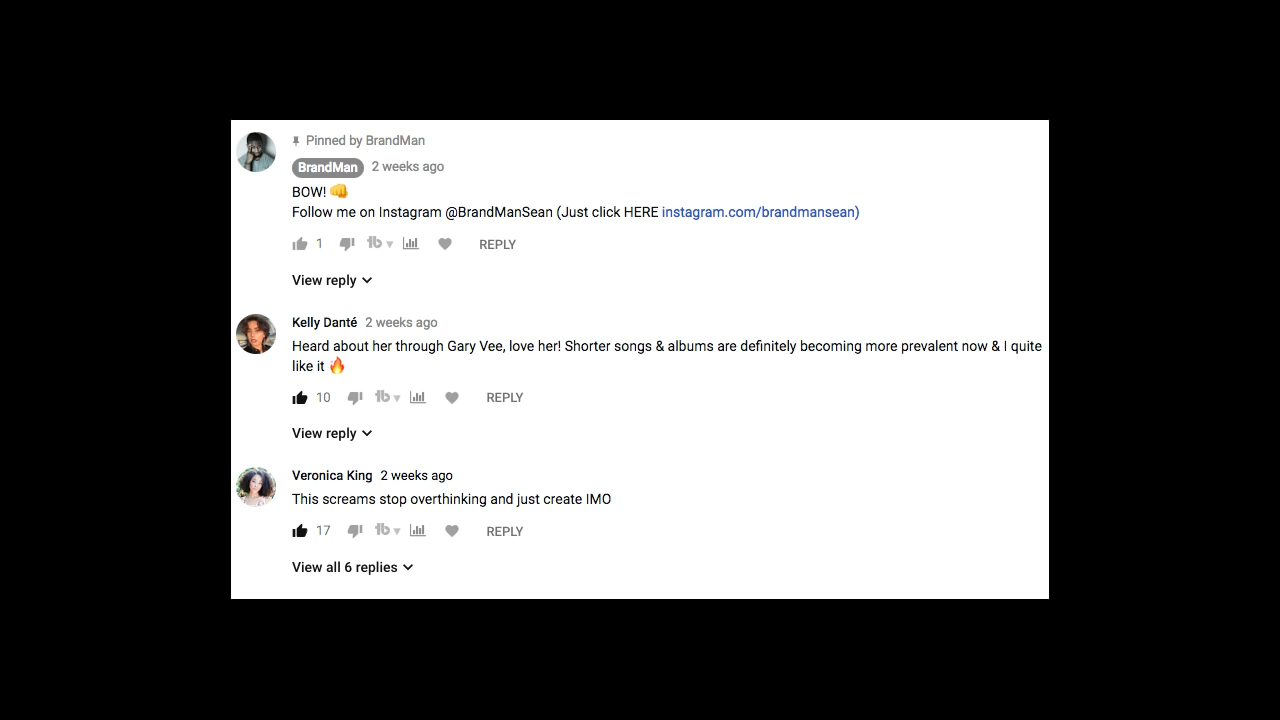 Pinned by BrandMan
BrandMan 2 weeks ago
BOW! 👊
Follow me on Instagram @BrandManSean (Just click HERE instagram.com/brandmansean)
1 tb REPLY
View reply
Kelly Danté 2 weeks ago
Heard about her through Gary Vee, love her! Shorter songs & albums are definitely becoming more prevalent now & I quite
like it 🔥
10 tb REPLY
View reply
Veronica King 2 weeks ago
This screams stop overthinking and just create IMO
17 tb REPLY
View all 6 replies